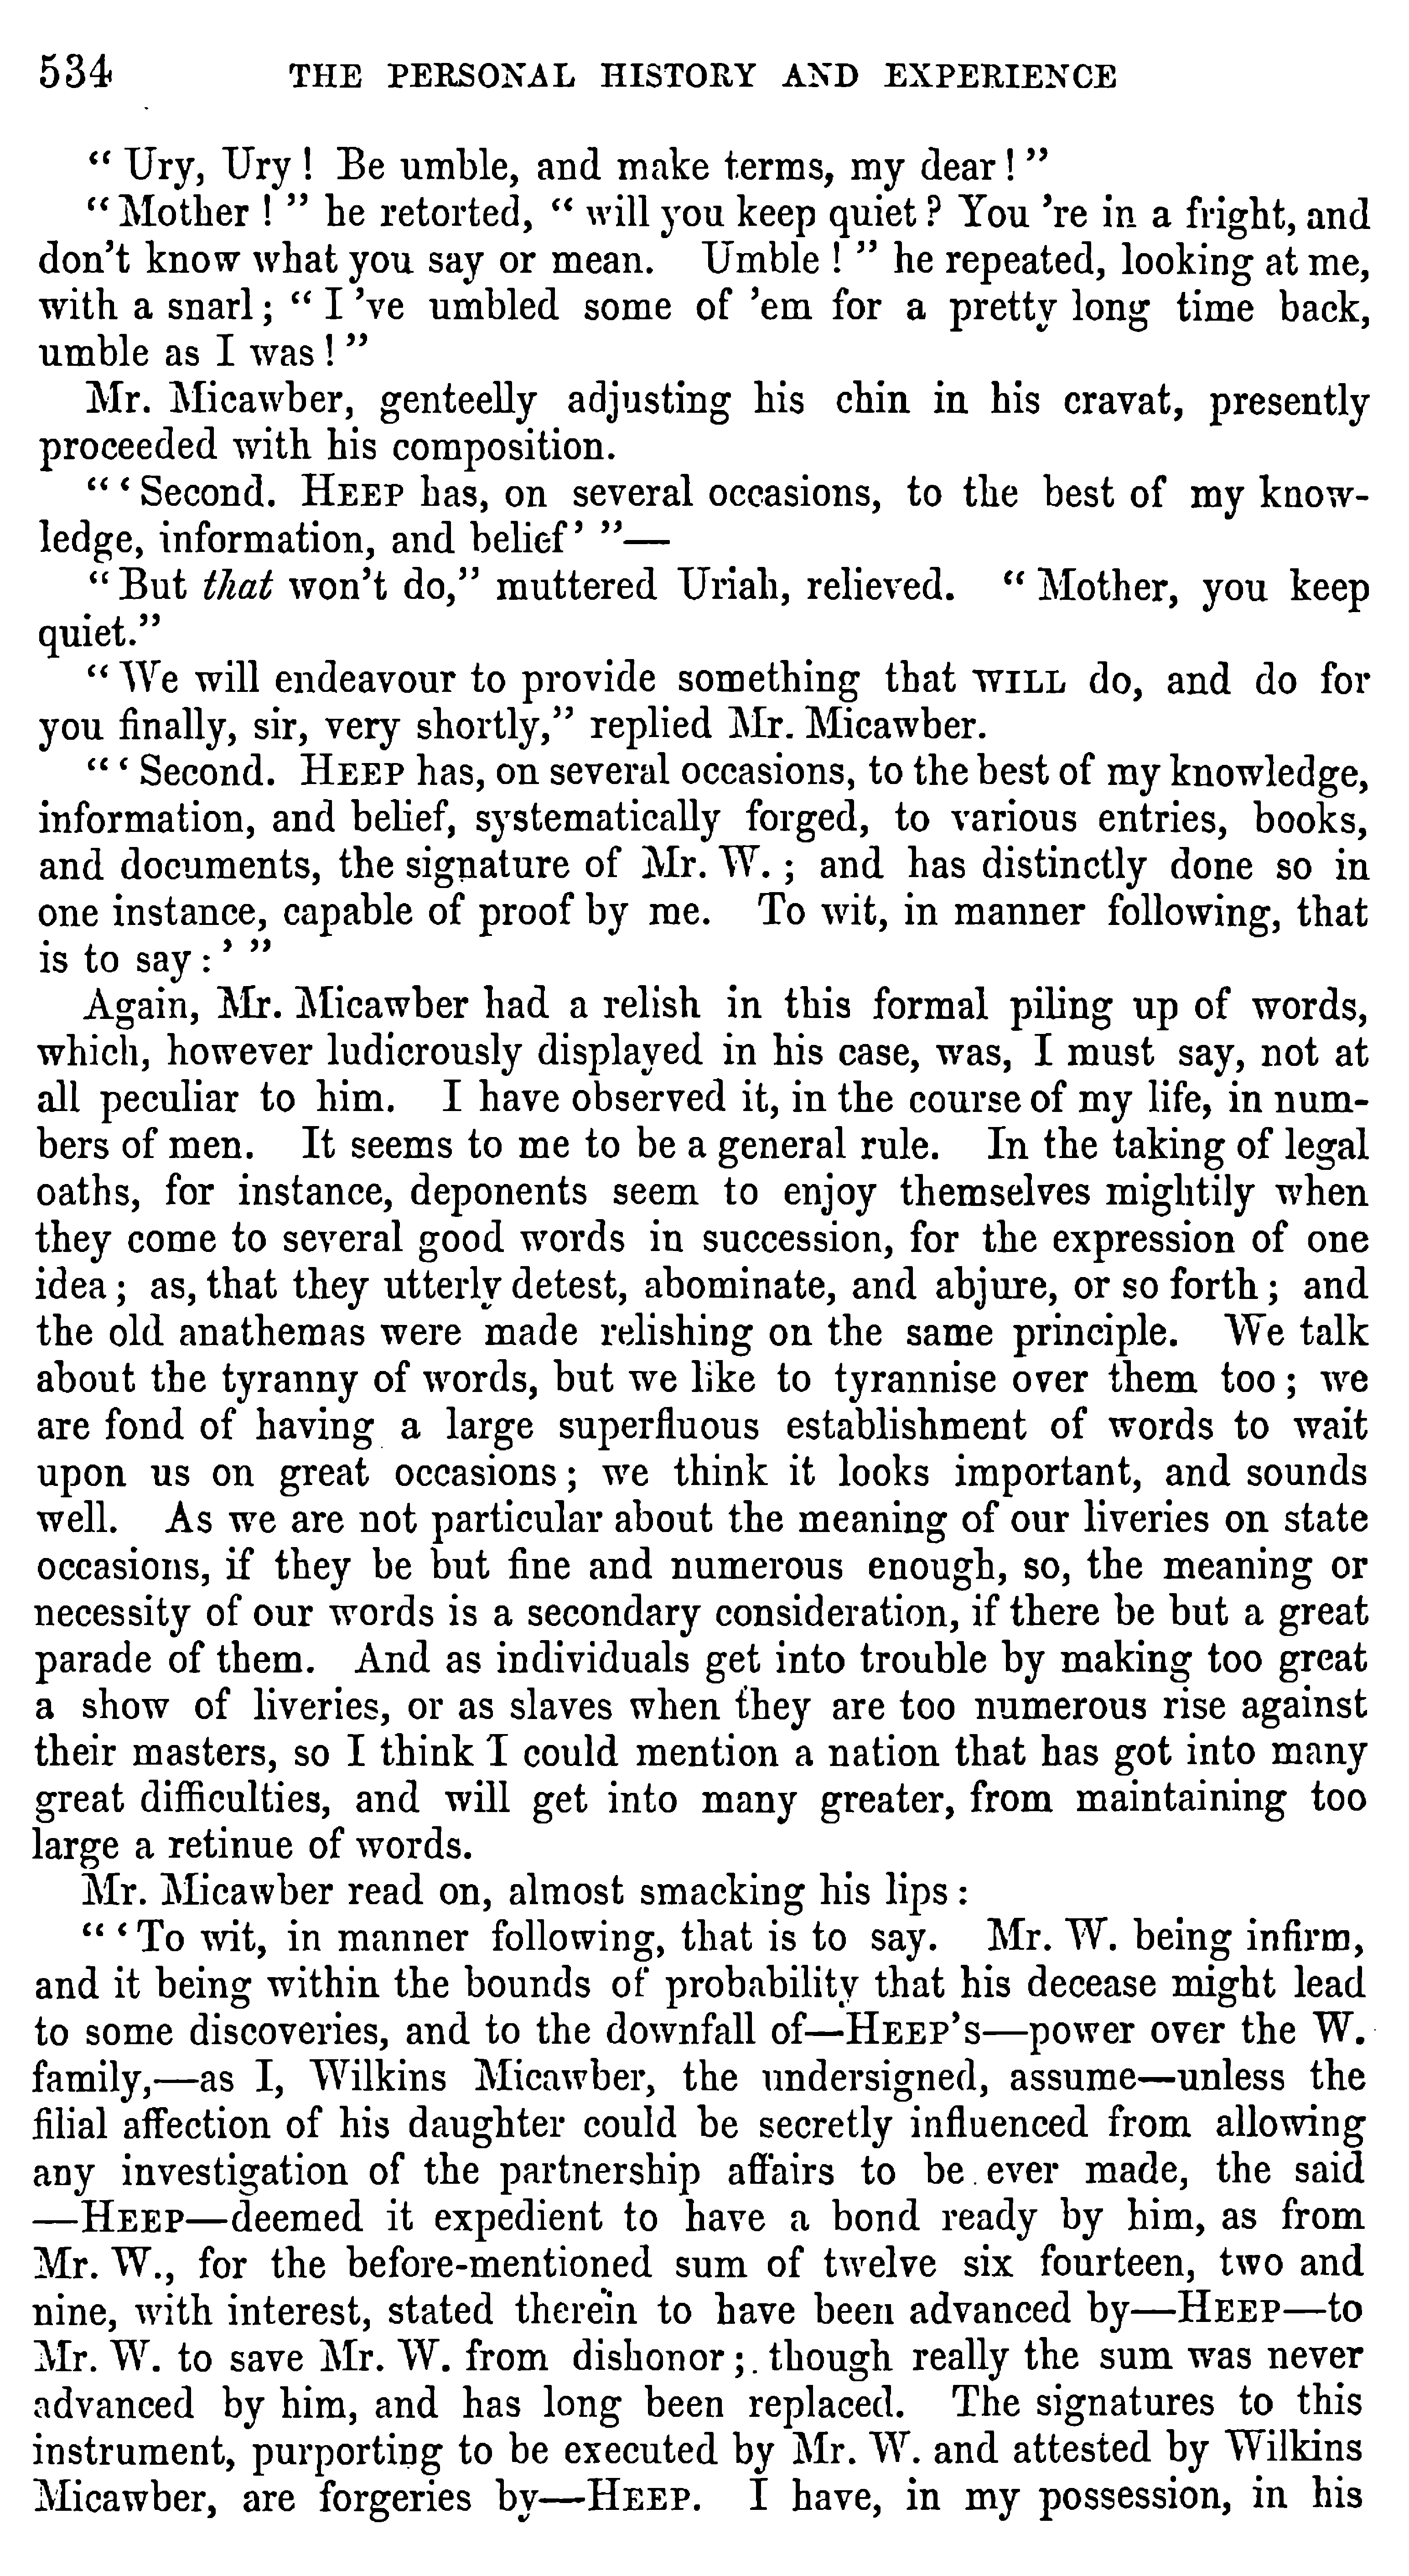 534 THE PERSONAL HISTORY AND EXPERIENCE
“ Ury, Ury ! Be umble, and make terms, my dear ! ”
“ Mother ! ” he retorted, “ will you keep quiet ? You ’re in a fright, and
don’t know what you say or mean. Umble ! ” he repeated, looking at me,
with a snarl ; “ I ’ve umbled some of ’em for a pretty long time back,
umble as I was ! ”
Mr. Micawber, genteelly adjusting his chin in his cravat, presently
proceeded with his composition.
“ ‘ Second. HEEP has, on several occasions, to the best of my know-
ledge, information, and belief ’ ”—
“ But that won’t do,” muttered Uriah, relieved. “ Mother, you keep
quiet.”
“ We will endeavour to provide something that WILL do, and do for
you finally, sir, very shortly,” replied Mr. Micawber.
“ ‘ Second. HEEP has, on several occasions, to the best of my knowledge,
information, and belief, systematically forged, to various entries, books,
and documents, the signature of Mr. W. ; and has distinctly done so in
one instance, capable of proof by me. To wit, in manner following, that
is to say : ’ ”
Again, Mr. Micawber had a relish in this formal piling up of words,
which, however ludicrously displayed in his case, was, I must say, not at
all peculiar to him. I have observed it, in the course of my life, in num-
bers of men. It seems to me to be a general rule. In the taking of legal
oaths, for instance, deponents seem to enjoy themselves mightily when
they come to several good words in succession, for the expression of one
idea ; as, that they utterly detest, abominate, and abjure, or so forth ; and
the old anathemas were made relishing on the same principle. We talk
about the tyranny of words, but we like to tyrannise over them too ; we
are fond of having a large superfluous establishment of words to wait
upon us on great occasions ; we think it looks important, and sounds
well. As we are not particular about the meaning of our liveries on state
occasions, if they be but fine and numerous enough, so, the meaning or
necessity of our words is a secondary consideration, if there be but a great
parade of them. And as individuals get into trouble by making too great
a show of liveries, or as slaves when they are too numerous rise against
their masters, so I think I could mention a nation that has got into many
great difficulties, and will get into many greater, from maintaining too
large a retinue of words.
Mr. Micawber read on, almost smacking his lips :
“ ‘ To wit, in manner following, that is to say. Mr. W. being infirm,
and it being within the bounds of probability that his decease might lead
to some discoveries, and to the downfall of—HEEP’S—power over the W.
family,—as I, Wilkins Micawber, the undersigned, assume—unless the
filial affection of his daughter could be secretly influenced from allowing
any investigation of the partnership affairs to be ever made, the said
—HEEP—deemed it expedient to have a bond ready by him, as from
Mr. W., for the before-mentioned sum of twelve six fourteen, two and
nine, with interest, stated therein to have been advanced by—HEEP—to
Mr. W. to save Mr. W. from dishonor ; though really the sum was never
advanced by him, and has long been replaced. The signatures to this
instrument, purporting to be executed by Mr. W. and attested by Wilkins
Micawber, are forgeries by—HEEP. I have, in my possession, in his